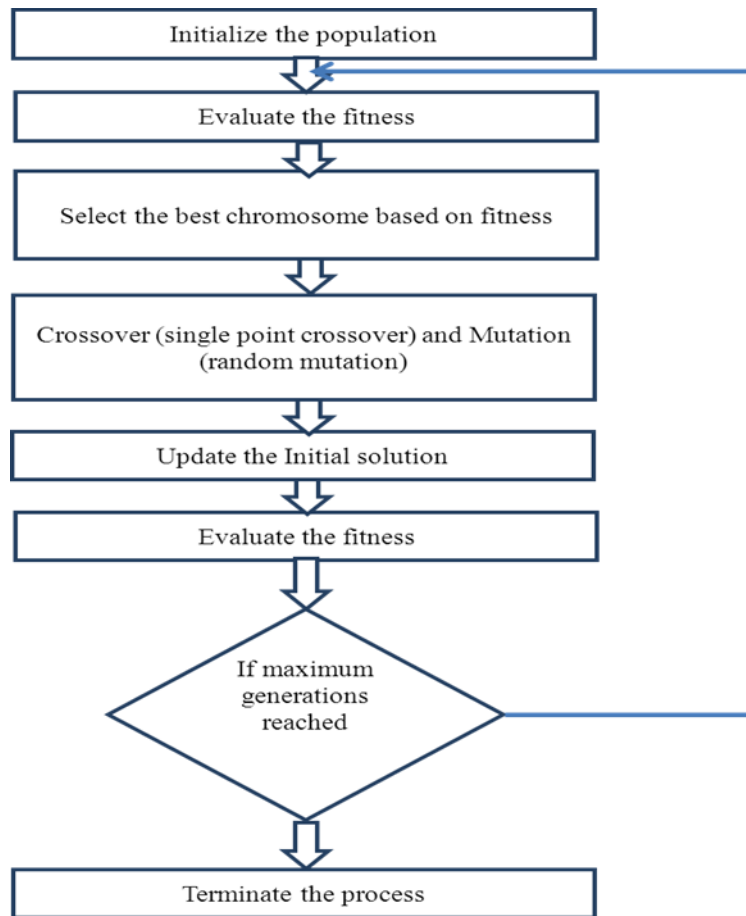 Initialize the population
Evaluate the fitness
Select the best chromosome based on fitness
Crossover (single point crossover) and Mutation
(random mutation)
Update the Initial solution
Evaluate the fitness
If maximum
generations
reached
Terminate the process